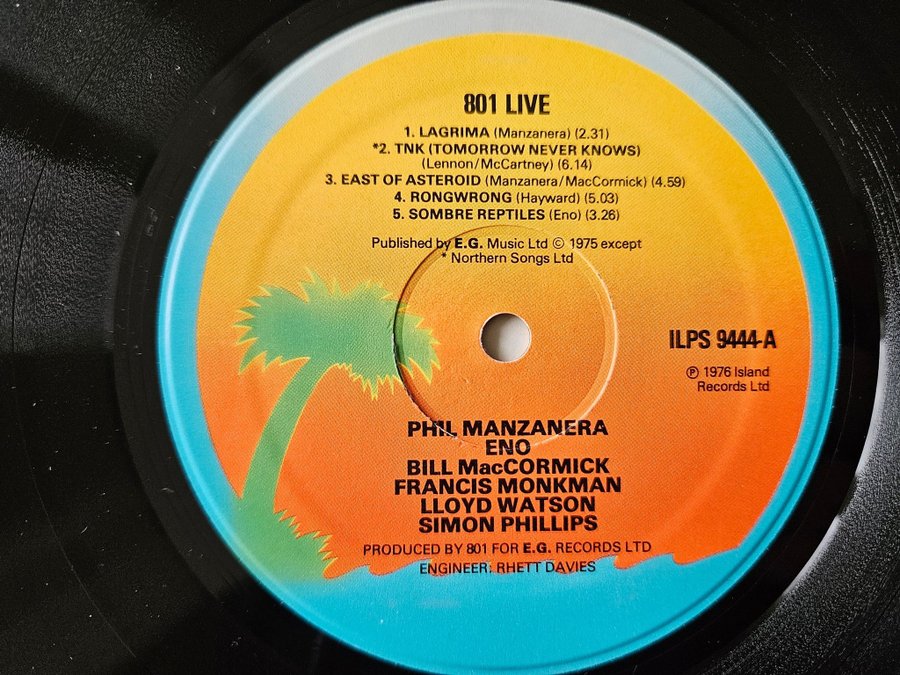 801 LIVE
1. LAGRIMA (Manzanera) (2.31)
*2. TNK (TOMORROW NEVER KNOWS)
(Lennon/McCartney) (6.14)
3. EAST OF ASTEROID (Manzanera/MacCormick) (4.59)
4. RONGWRONG (Hayward) (5.03)
5. SOMBRE REPTILES (Eno) (3.26)
Published by E.G. Music Ltd © 1975 except
* Northern Songs Ltd
ILPS 9444-A
℗ 1976 Island
Records Ltd
PHIL MANZANERA
ENO
BILL MacCORMICK
FRANCIS MONKMAN
LLOYD WATSON
SIMON PHILLIPS
PRODUCED BY 801 FOR E.G. RECORDS LTD
ENGINEER: RHETT DAVIES